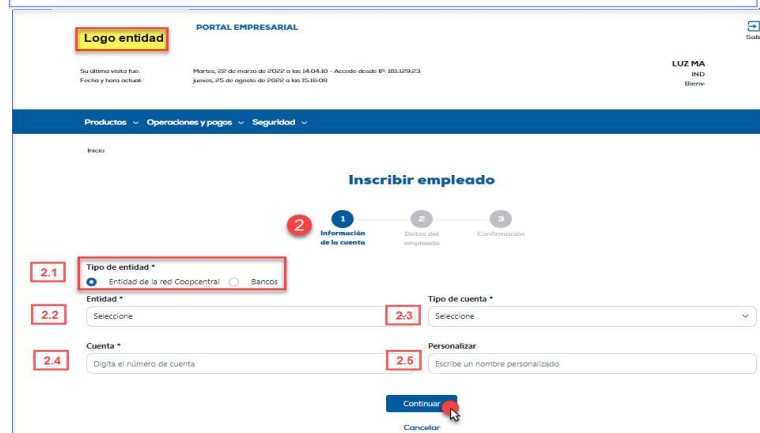 PORTAL EMPRESARIAL
Logo entidad
Salir
LUZ MA
Su última visita fue: Martes, 22 de marzo de 2022 a las 14:04:10 - Accede desde IP: 181.129.23
IND
Fecha y hora actual: jueves, 25 de agosto de 2022 a las 15:16:08
Bienv
Productos Operaciones y pagos Seguridad
Inicio
Inscribir empleado
2 1 2 3
Información de la cuenta
Datos del empleado
Confirmación
2.1 Tipo de entidad *
Entidad de la red Coopcentral Bancos
Entidad * Tipo de cuenta *
2.2 Seleccione 2.3 Seleccione
Cuenta * Personalizar
2.4 Digita el número de cuenta 2.5 Escribe un nombre personalizado
Continuar
Cancelar